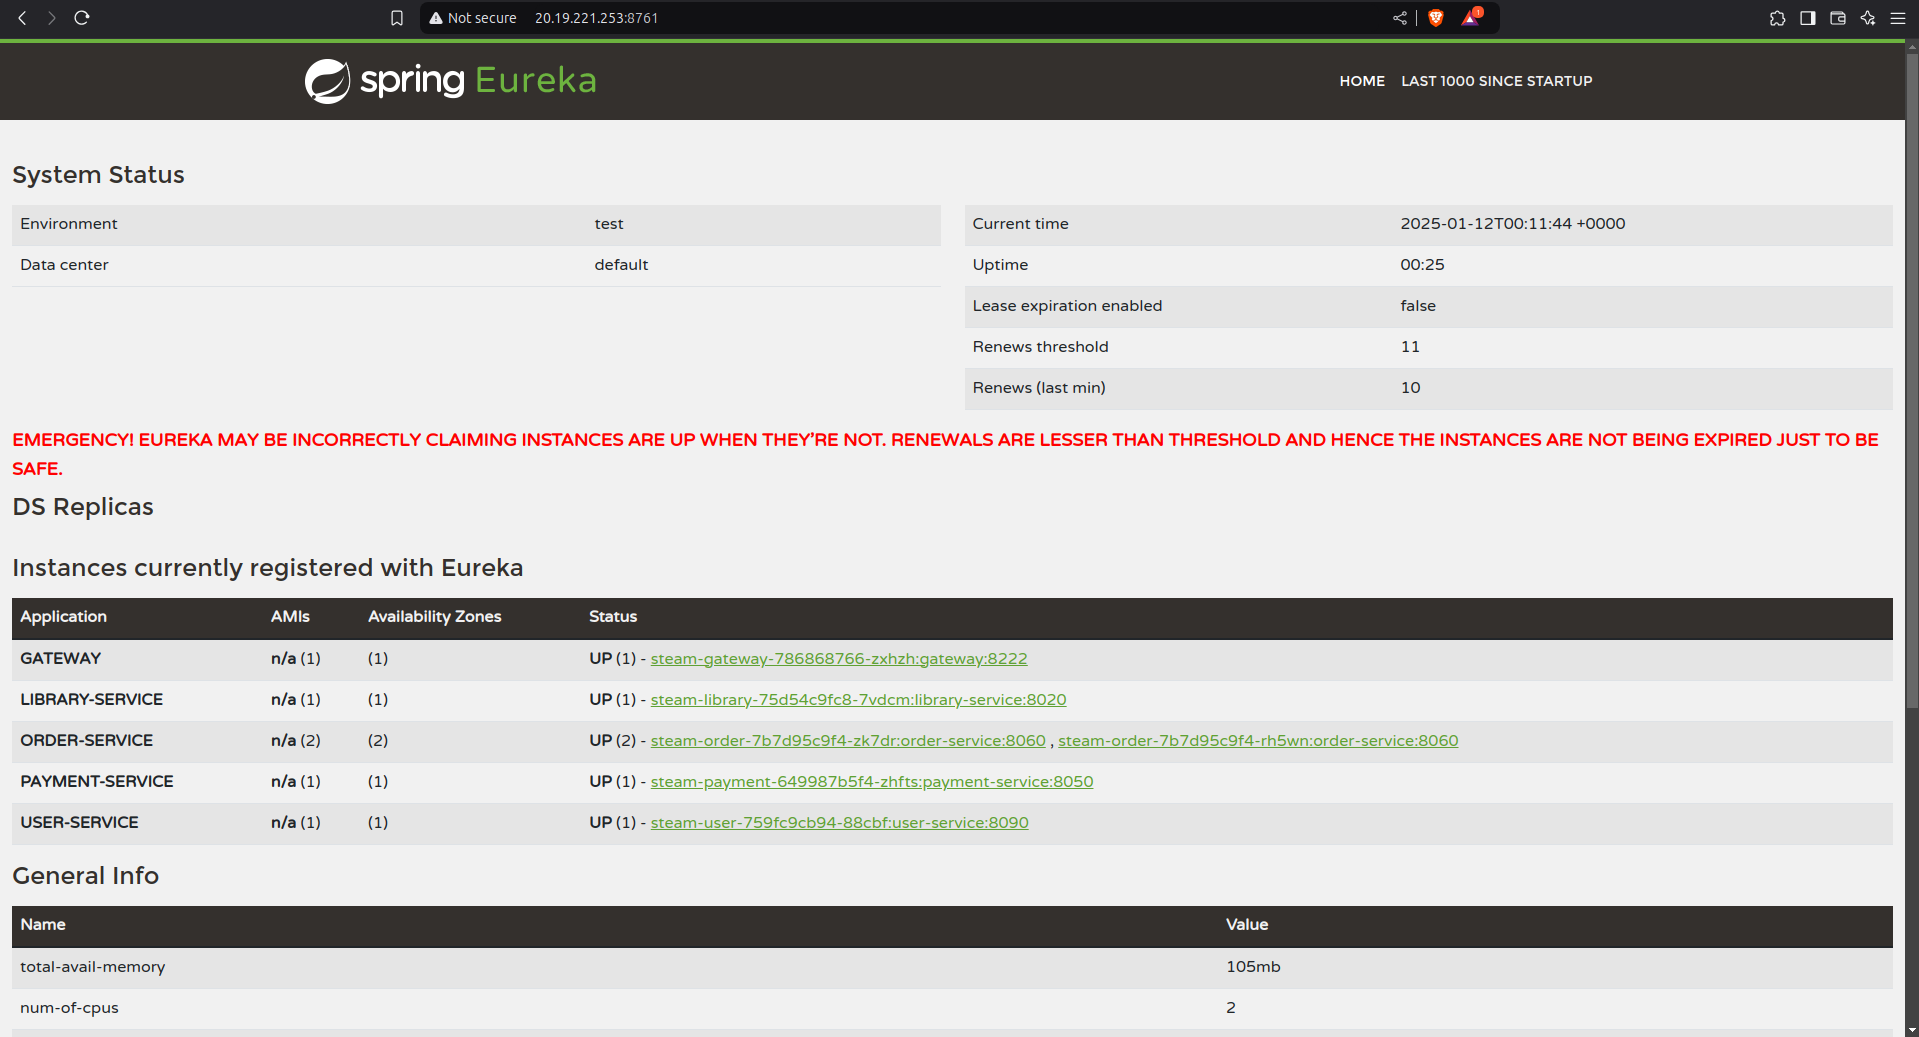 Not secure 20.19.221.253:8761
1
spring Eureka
HOME LAST 1000 SINCE STARTUP
System Status
Environment test
Data center default
Current time 2025-01-12T00:11:44 +0000
Uptime 00:25
Lease expiration enabled false
Renews threshold 11
Renews (last min) 10
EMERGENCY! EUREKA MAY BE INCORRECTLY CLAIMING INSTANCES ARE UP WHEN THEY'RE NOT. RENEWALS ARE LESSER THAN THRESHOLD AND HENCE THE INSTANCES ARE NOT BEING EXPIRED JUST TO BE
SAFE.
DS Replicas
Instances currently registered with Eureka
Application AMIs Availability Zones Status
GATEWAY n/a (1) (1) UP (1) - steam-gateway-786868766-zxhzh:gateway:8222
LIBRARY-SERVICE n/a (1) (1) UP (1) - steam-library-75d54c9fc8-7vdcm:library-service:8020
ORDER-SERVICE n/a (2) (2) UP (2) - steam-order-7b7d95c9f4-zk7dr:order-service:8060 , steam-order-7b7d95c9f4-rh5wn:order-service:8060
PAYMENT-SERVICE n/a (1) (1) UP (1) - steam-payment-649987b5f4-zhfts:payment-service:8050
USER-SERVICE n/a (1) (1) UP (1) - steam-user-759fc9cb94-88cbf:user-service:8090
General Info
Name Value
total-avail-memory 105mb
num-of-cpus 2